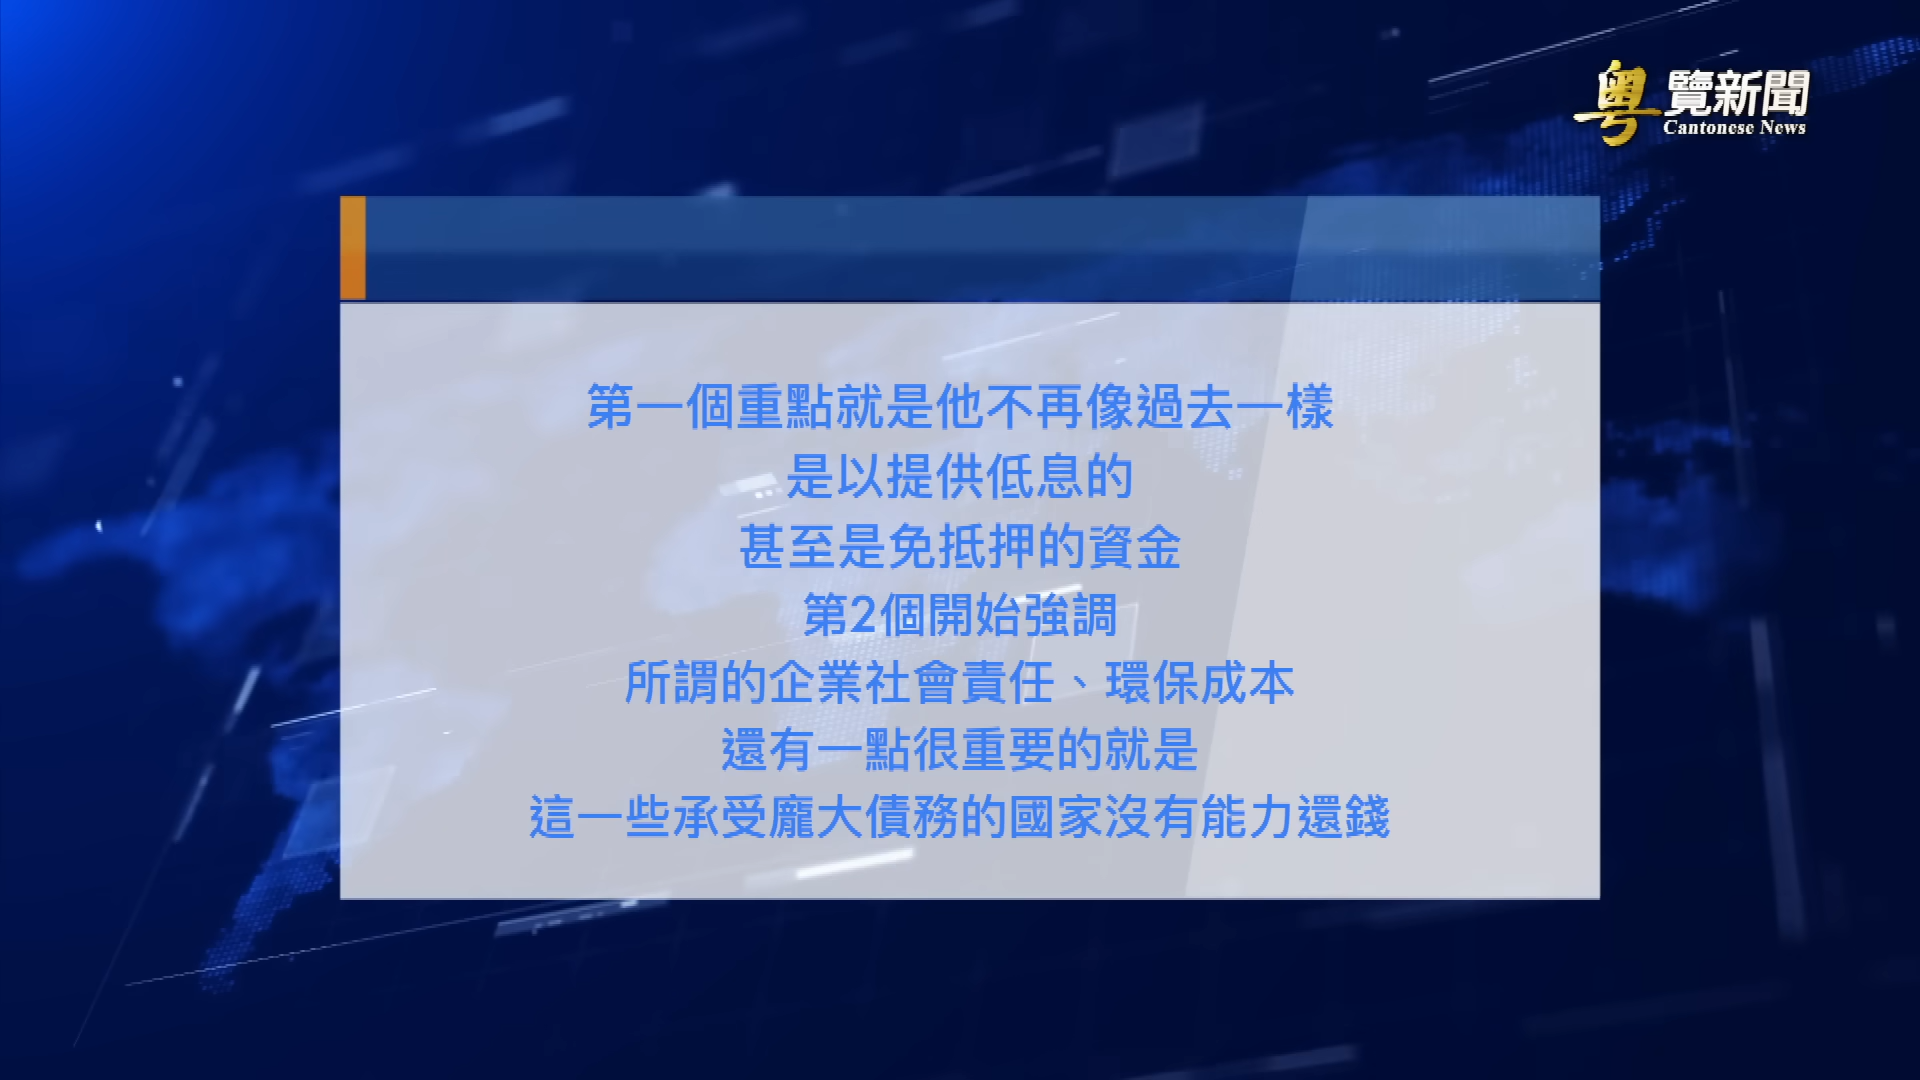 粵覽新聞
Cantonese News
第一個重點就是他不再像過去一樣
是以提供低息的
甚至是免抵押的資金
第2個開始強調
所謂的企業社會責任、環保成本
還有一點很重要的就是
這一些承受龐大債務的國家沒有能力還錢